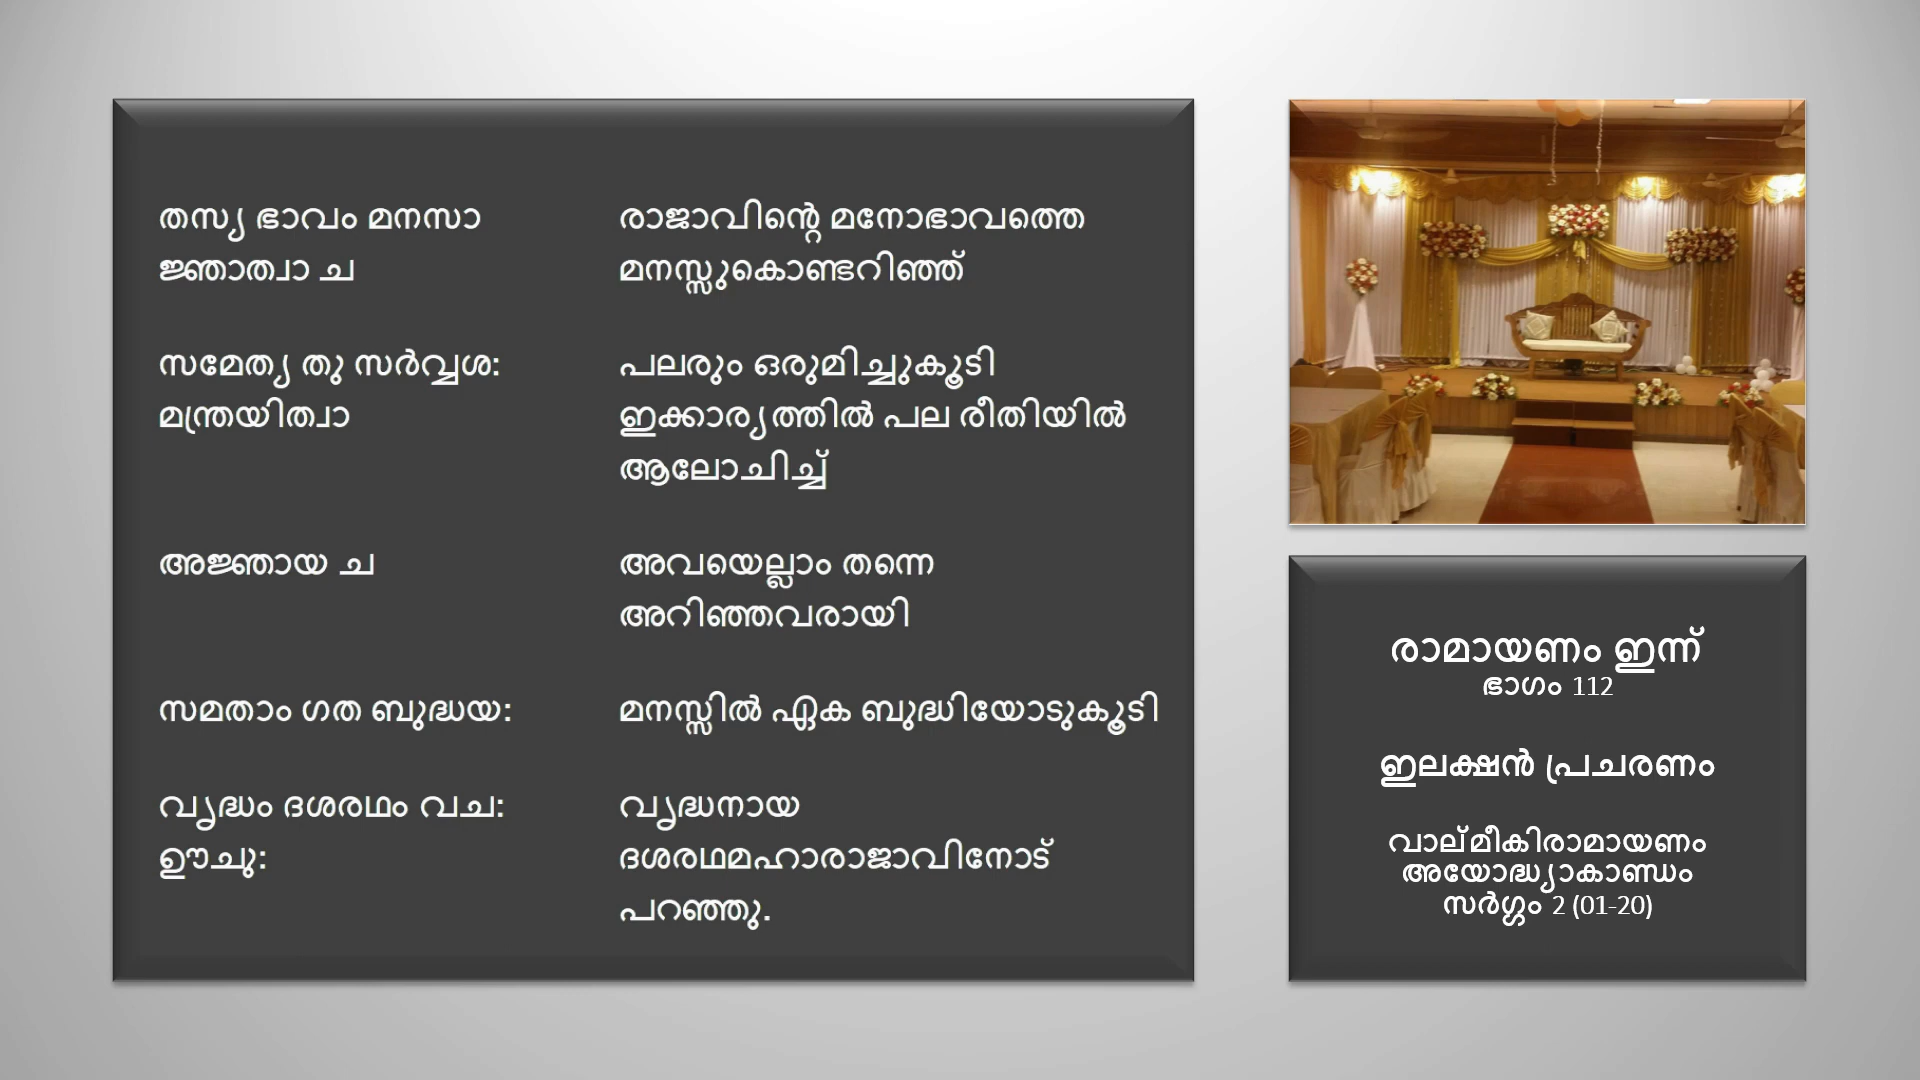 തസ്യ ഭാവം മനസാ
ജ്ഞാത്വാ ച
രാജാവിന്റെ മനോഭാവത്തെ
മനസ്സുകൊണ്ടറിഞ്ഞ്
സമേത്യ തു സർവ്വശ:
മന്ത്രയിത്വാ
പലരും ഒരുമിച്ചുകൂടി
ഇക്കാര്യത്തിൽ പല രീതിയിൽ
ആലോചിച്ച്
അജ്ഞായ ച
അവയെല്ലാം തന്നെ
അറിഞ്ഞവരായി
സമതാം ഗത ബുദ്ധയ:
മനസ്സിൽ ഏക ബുദ്ധിയോടുകൂടി
വൃദ്ധം ദശരഥം വച:
ഊചു:
വൃദ്ധനായ
ദശരഥമഹാരാജാവിനോട്
പറഞ്ഞു.
രാമായണം ഇന്ന്
ഭാഗം 112
ഇലക്ഷൻ പ്രചരണം
വാല്മീകിരാമായണം
അയോദ്ധ്യാകാണ്ഡം
സർഗ്ഗം 2 (01-20)